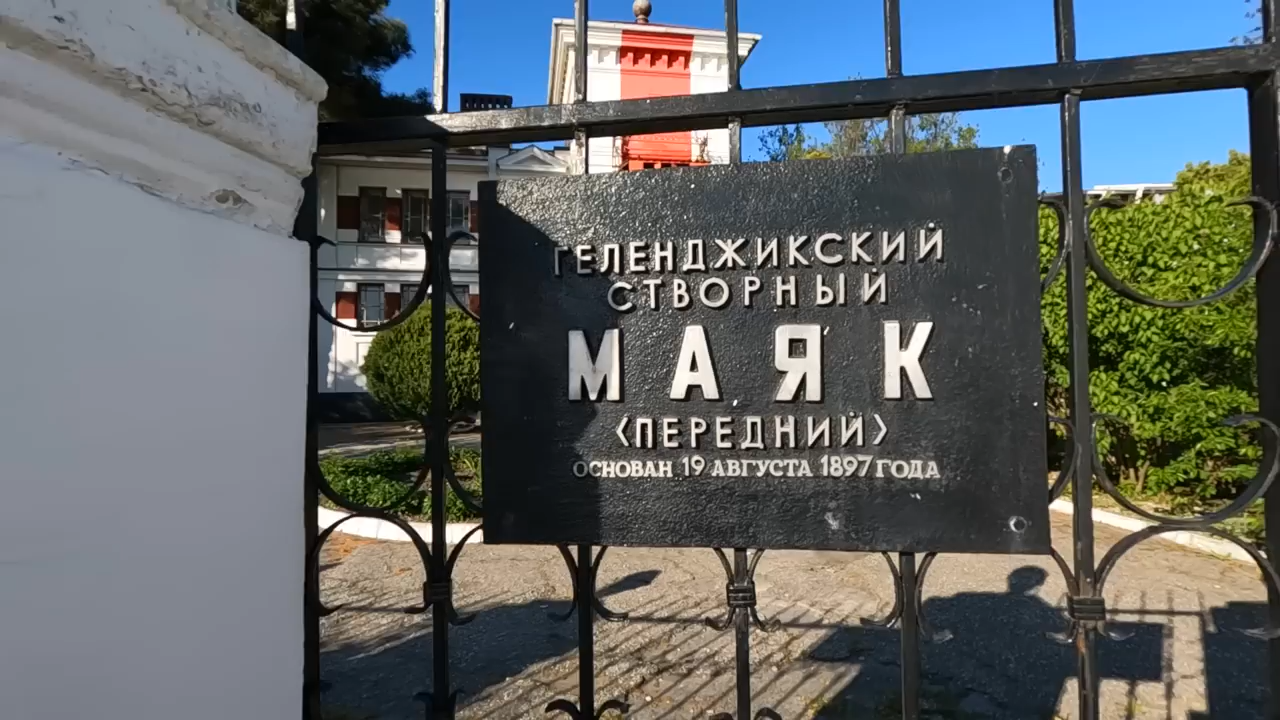 ГЕЛЕНДЖИКСКИЙ
СТВОРНЫЙ
МАЯК
<ПЕРЕДНИЙ>
ОСНОВАН 19 АВГУСТА 1897 ГОДА